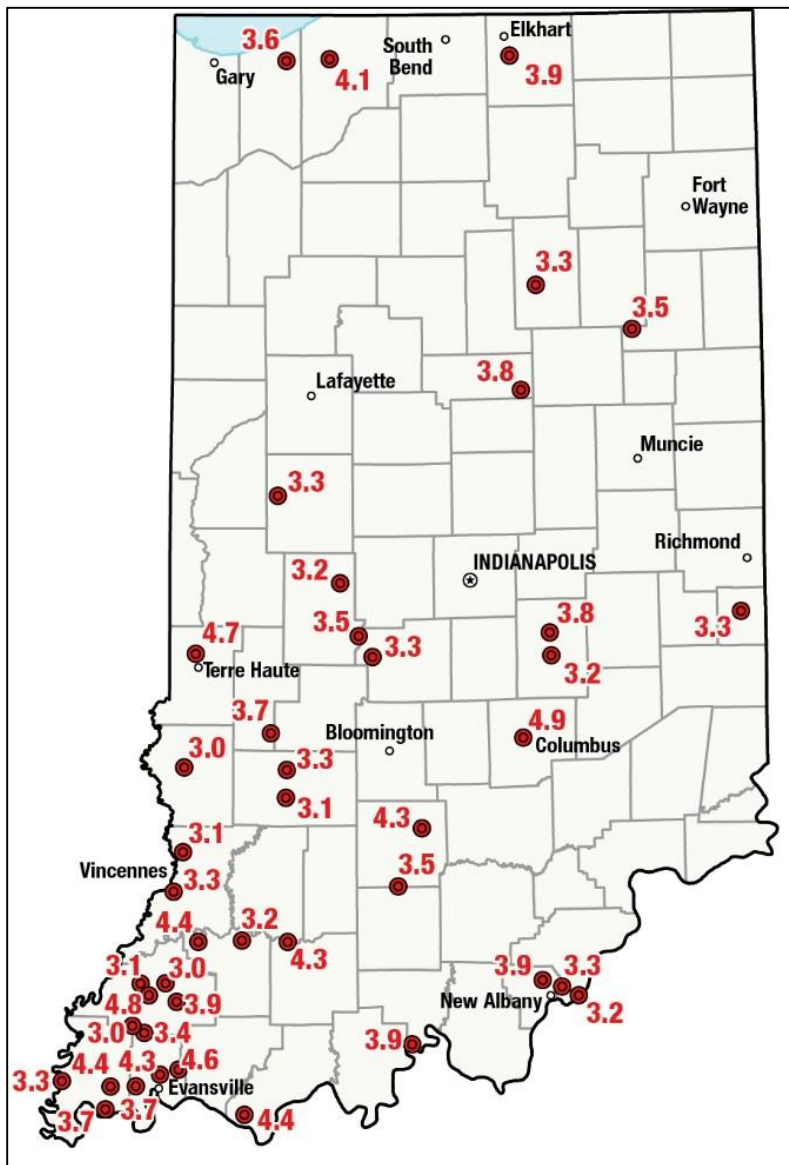 Elkhart
3.6
South
Bend
Gary
4.1
3.9
Fort
Wayne
3.3
3.5
3.8
Lafayette
Muncie
3.3
Richmond
INDIANAPOLIS
3.2
3.8
3.3
3.5
3.3
3.2
4.7
Terre Haute
3.7
Bloomington
4.9
Columbus
3.0
3.3
3.1
4.3
3.1
Vincennes
3.5
3.3
4.4
3.2
4.3
3.1
3.0
3.9
3.3
4.8
3.9
New Albany
3.2
3.0
3.4
3.9
4.4
4.3
4.6
3.3
Evansville
3.7
3.7
4.4